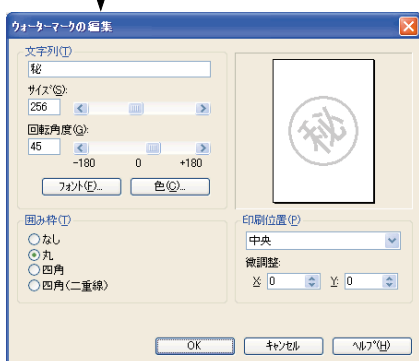 ウォーターマークの編集
文字列(T)
秘
サイズ(S):
256
回転角度(G):
45
-180 0 +180
フォント(F)... 色(C)...
秘
囲み枠(T)
なし
丸
四角
四角(二重線)
印刷位置(P)
中央
微調整:
X: 0 Y: 0
OK キャンセル ヘルプ(H)